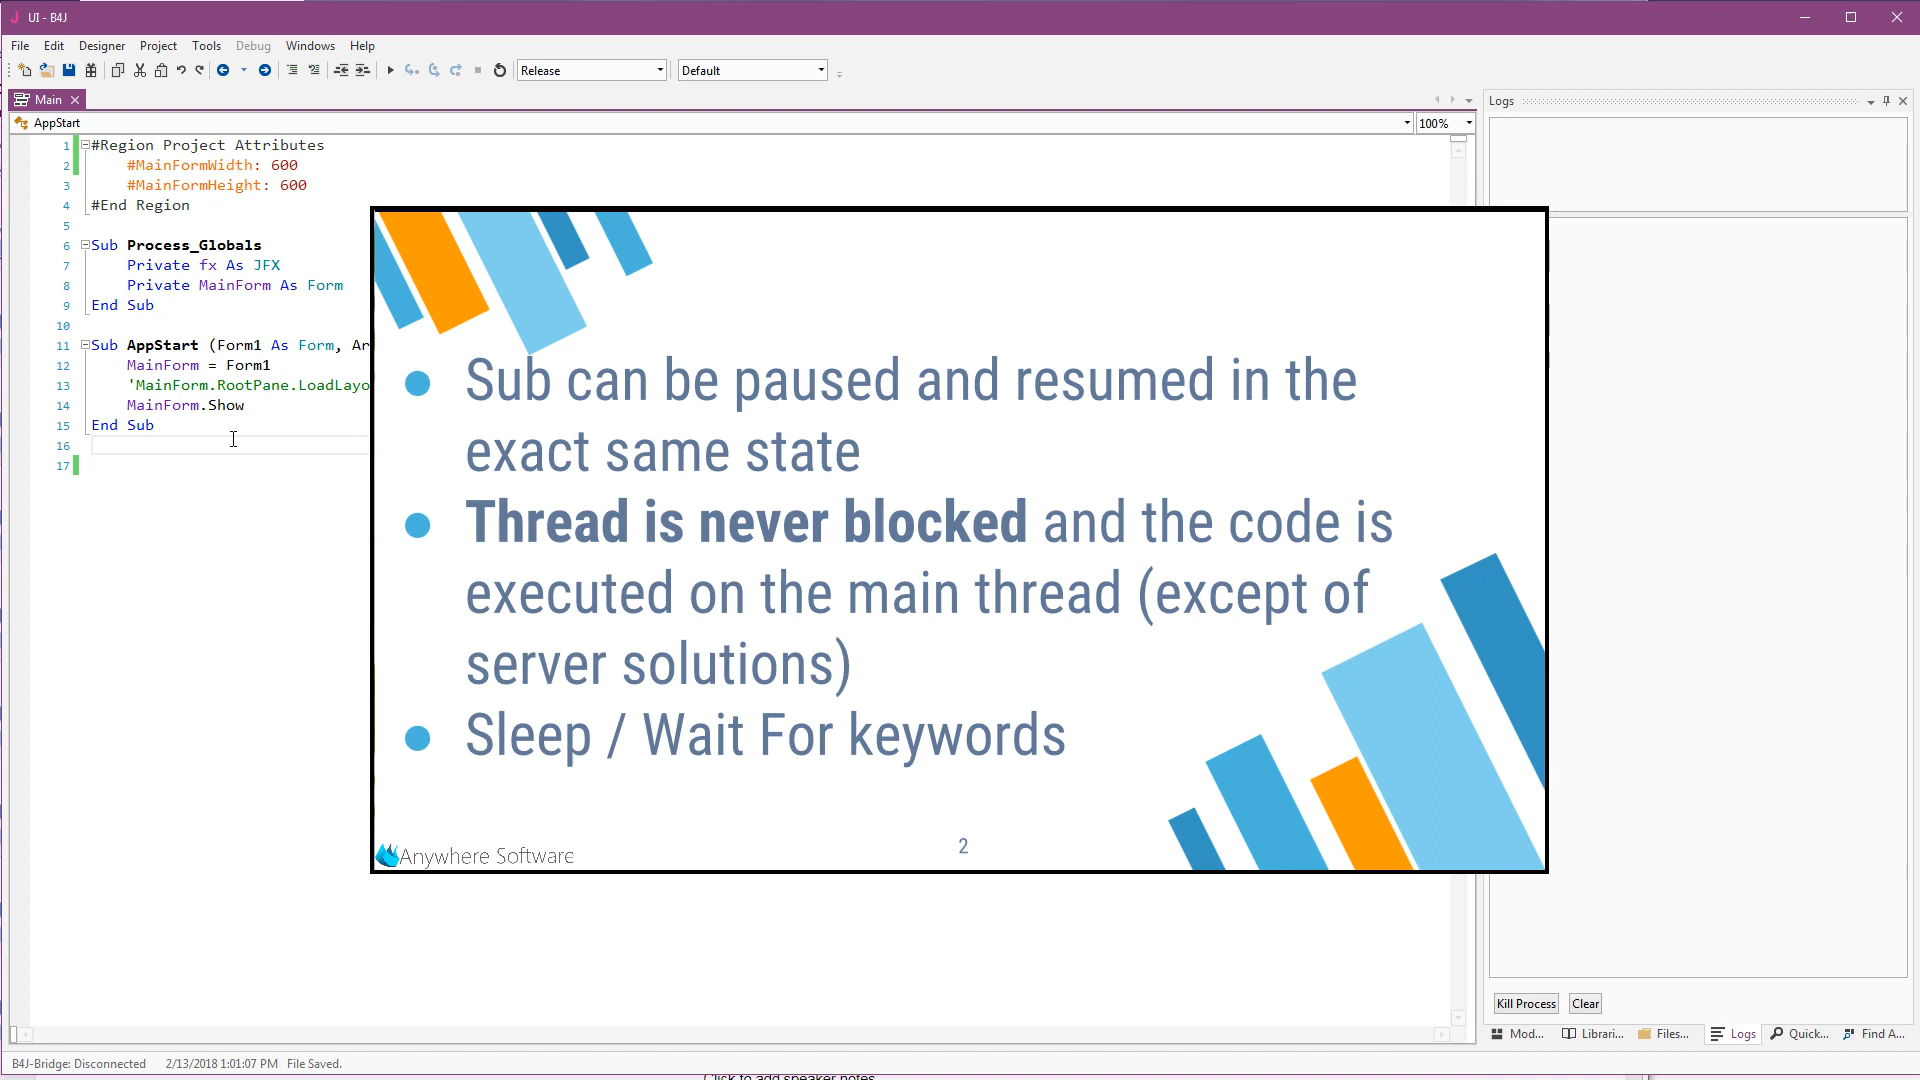 UI - B4J
File Edit Designer Project Tools Debug Windows Help
Release Default
Main
Logs
AppStart
100%
1 #Region Project Attributes
2 #MainFormWidth: 600
3 #MainFormHeight: 600
4 #End Region
5
6 Sub Process_Globals
7 Private fx As JFX
8 Private MainForm As Form
9 End Sub
10
11 Sub AppStart (Form1 As Form, Ar
12 MainForm = Form1
13 'MainForm.RootPane.LoadLayo
14 MainForm.Show
15 End Sub
16
17
Sub can be paused and resumed in the
exact same state
Thread is never blocked and the code is
executed on the main thread (except of
server solutions)
Sleep / Wait For keywords
Anywhere Software
2
Kill Process Clear
Mod... Librari... Files... Logs Quick... Find A...
B4J-Bridge: Disconnected 2/13/2018 1:01:07 PM File Saved.
Click to add speaker notes